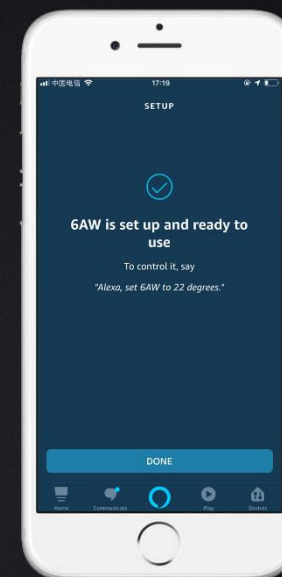 中国电信 17:19
SETUP
6AW is set up and ready to
use
To control it, say
"Alexa, set 6AW to 22 degrees."
DONE
Home Communicate Play Devices